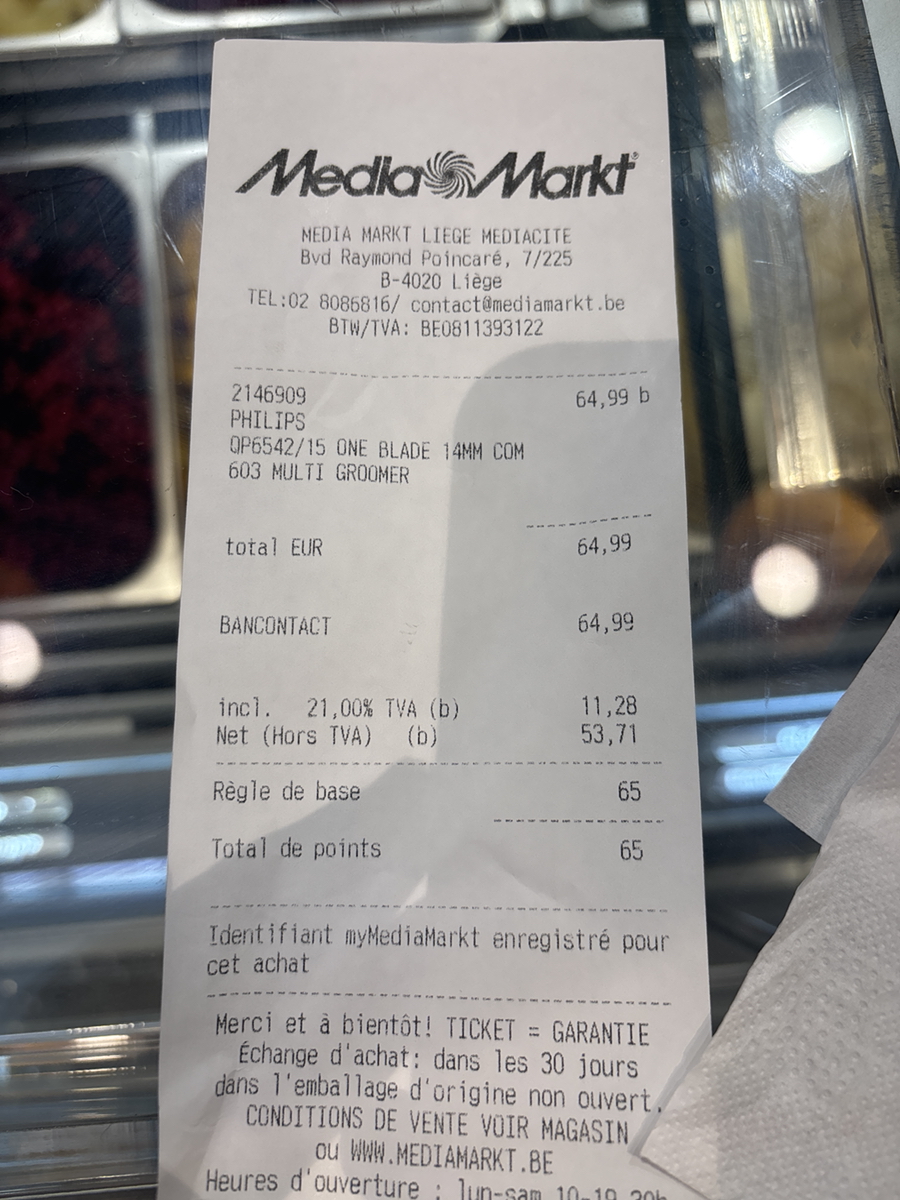 Media Markt
MEDIA MARKT LIEGE MEDIACITE
Bvd Raymond Poincaré, 7/225
B-4020 Liège
TEL:02 8086816/ contact@mediamarkt.be
BTW/TVA: BE0811393122
2146909 64,99 b
PHILIPS
QP6542/15 ONE BLADE 14MM COM
603 MULTI GROOMER
total EUR 64,99
BANCONTACT 64,99
incl. 21,00% TVA (b) 11,28
Net (Hors TVA) (b) 53,71
Règle de base 65
Total de points 65
Identifiant myMediaMarkt enregistré pour
cet achat
Merci et à bientôt! TICKET = GARANTIE
Échange d'achat: dans les 30 jours
dans l'emballage d'origine non ouvert.
CONDITIONS DE VENTE VOIR MAGASIN
ou WWW.MEDIAMARKT.BE
Heures d'ouverture : lun-sam